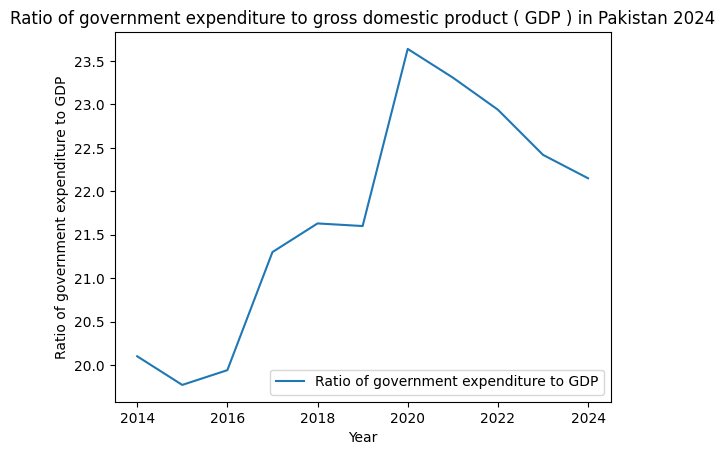 Ratio of government expenditure to gross domestic product ( GDP ) in Pakistan 2024
Ratio of government expenditure to GDP
23.5
23.0
22.5
22.0
21.5
21.0
20.5
20.0
Ratio of government expenditure to GDP
2014 2016 2018 2020 2022 2024
Year